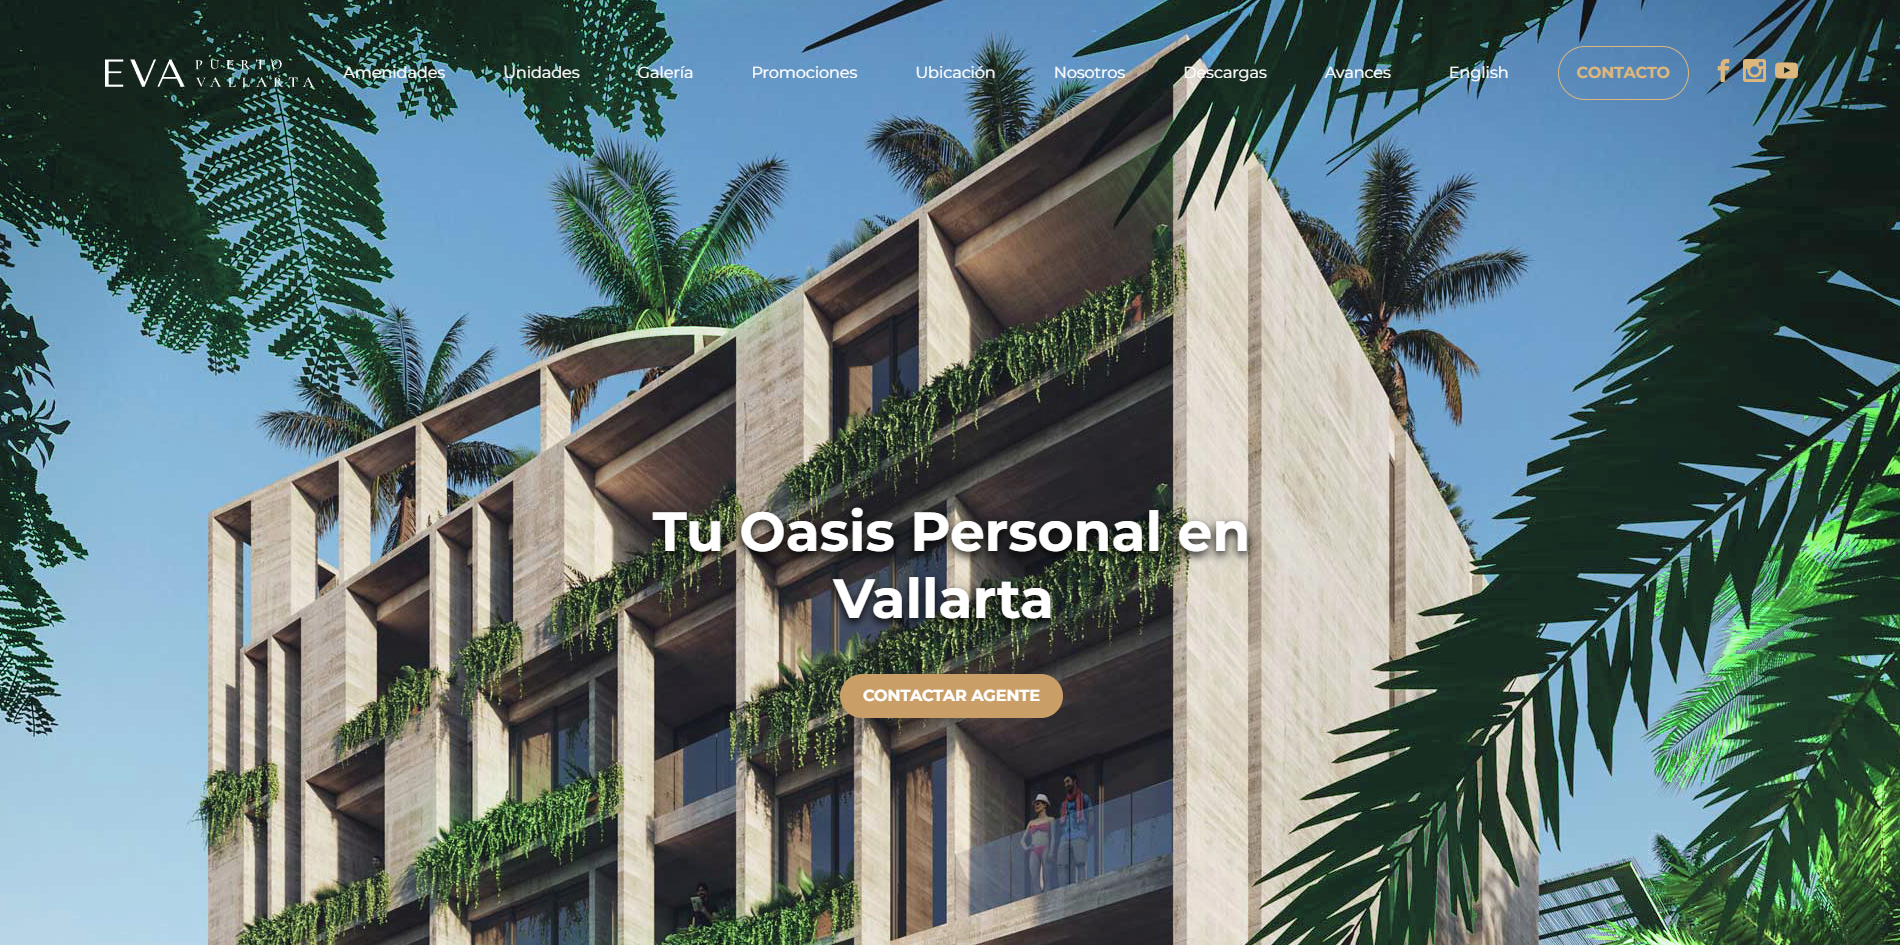 EVA PUERTO VALLARTA
Amenidades Unidades Galería Promociones Ubicación Nosotros Descargas Avances English CONTACTO
Tu Oasis Personal en
Vallarta
CONTACTAR AGENTE